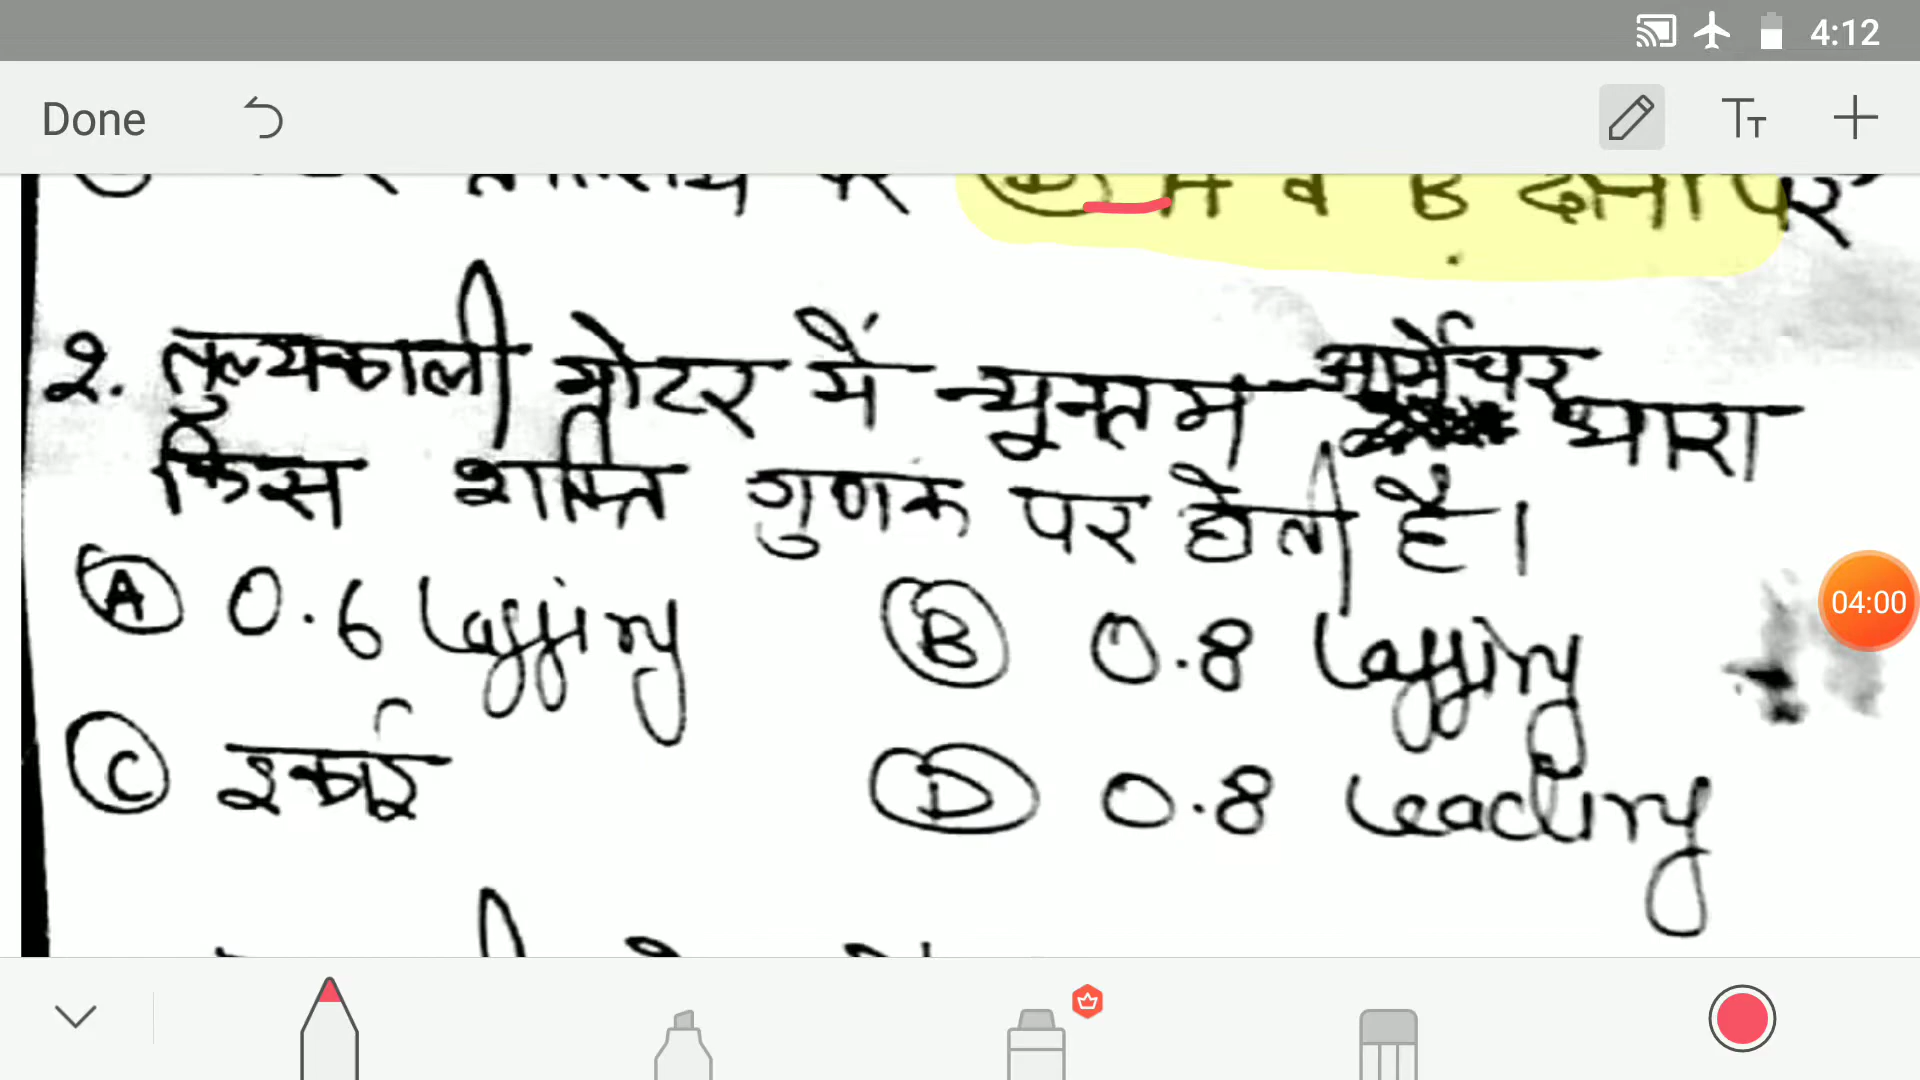 4:12
Done
व B दोनो पर
2. तुल्यकाली मोटर में न्यूनतम आर्मेचर धारा
किस शक्ति गुणक पर होती है।
A 0.6 Lagging B 0.8 Lagging
04:00
C इकाई D 0.8 Leading